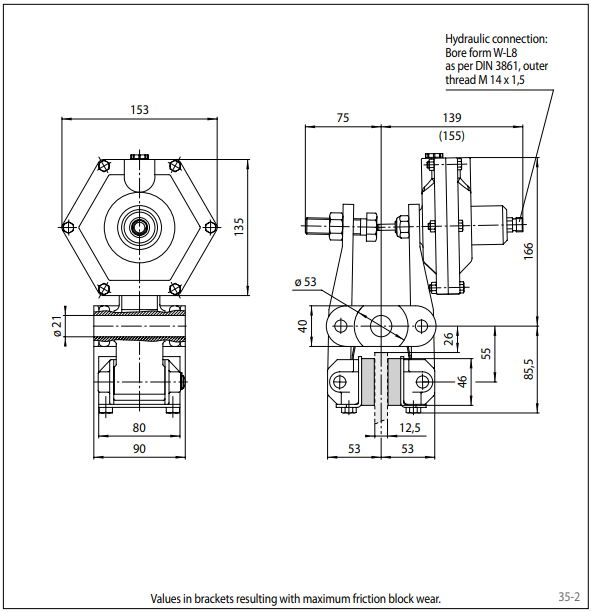 Hydraulic connection:
Bore form W-L8
as per DIN 3861, outer
thread M 14 x 1,5
153
75
139
(155)
135
166
ø 53
ø 21
40
26
55
46
85,5
80
12,5
90
53
53
Values in brackets resulting with maximum friction block wear.
35-2